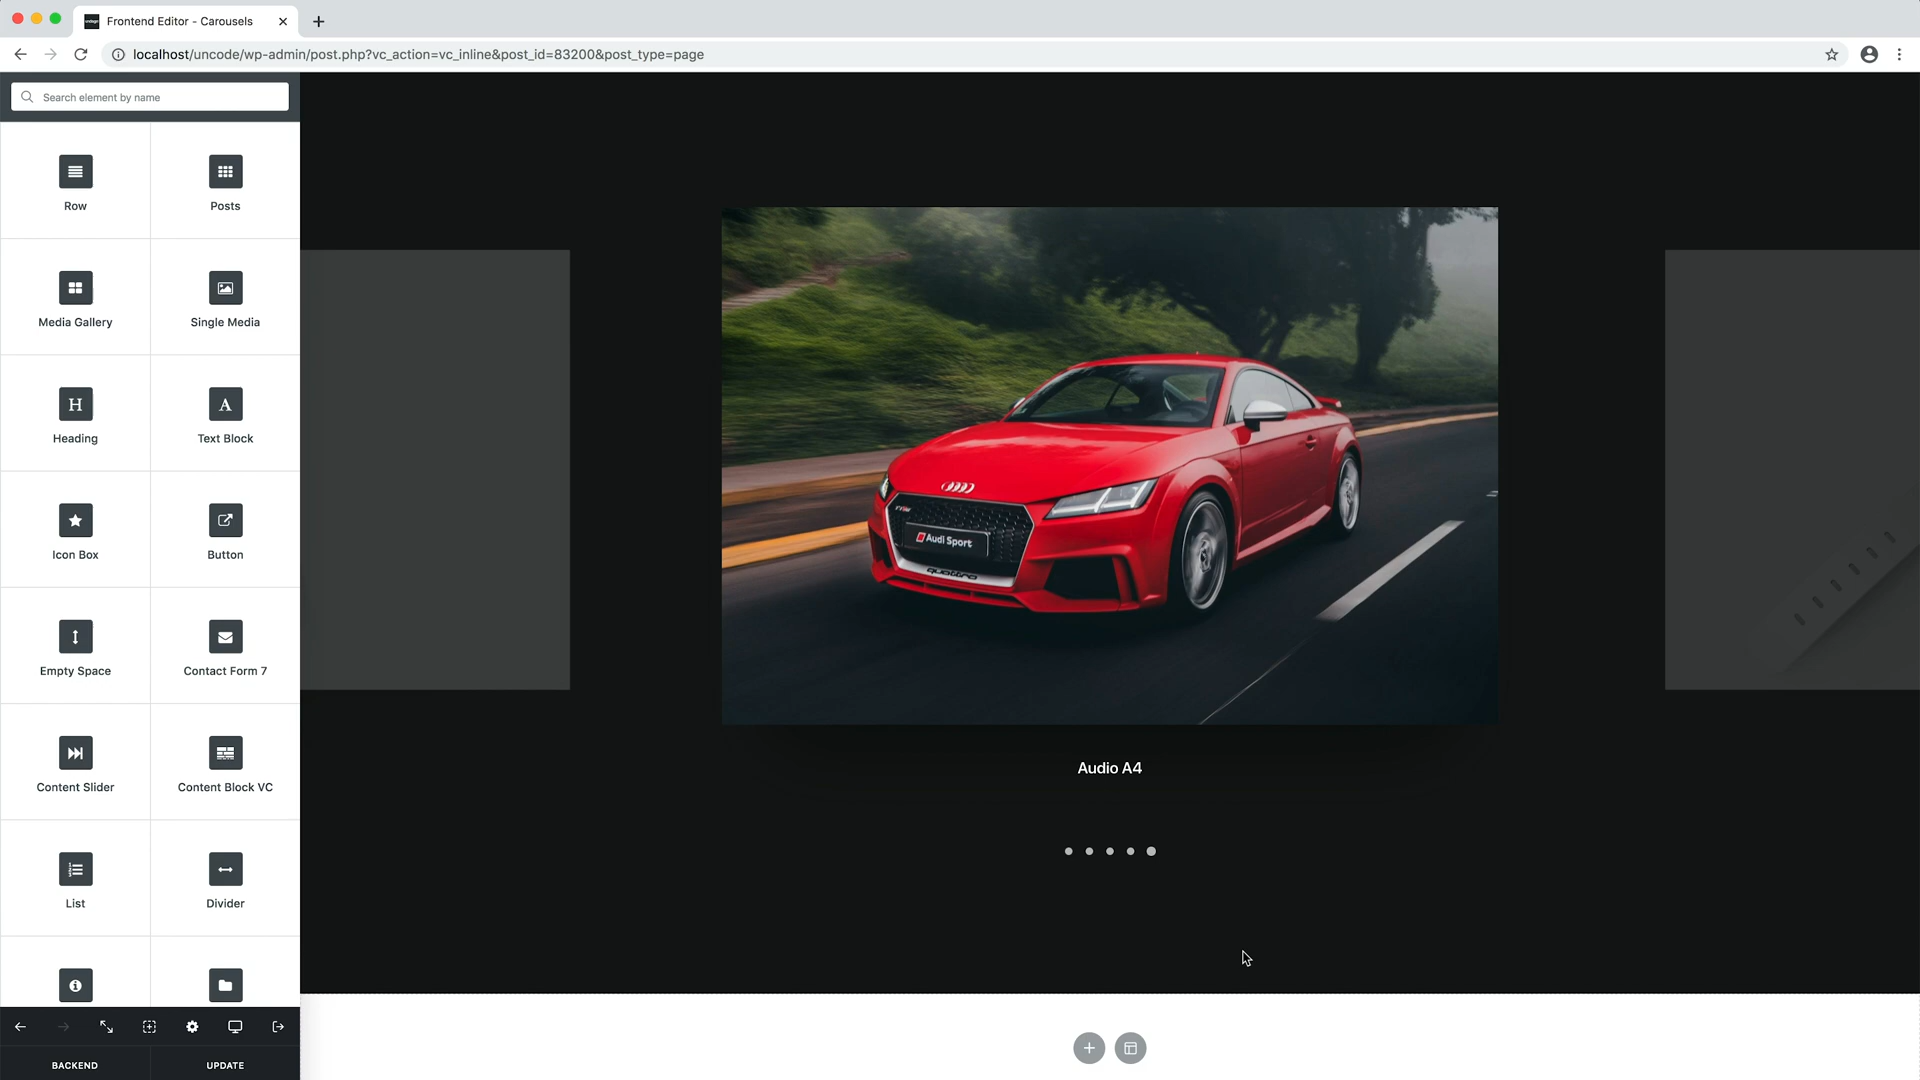 Frontend Editor - Carousels
localhost/uncode/wp-admin/post.php?vc_action=vc_inline&post_id=83200&post_type=page
Search element by name
Row
Posts
Media Gallery
Single Media
Heading
Text Block
Icon Box
Button
Empty Space
Contact Form 7
Content Slider
Content Block VC
List
Divider
Audi Sport
quattro
Audio A4
BACKEND
UPDATE